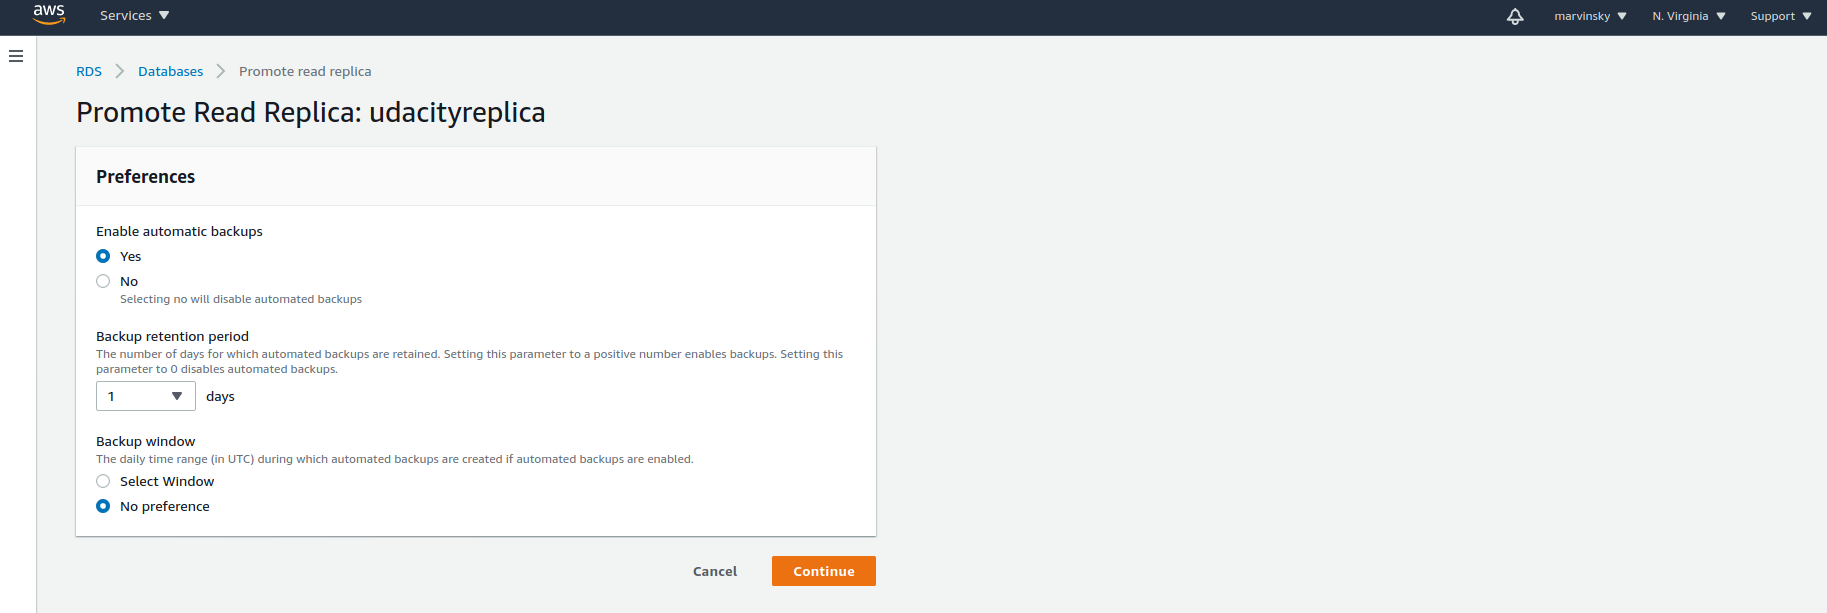 aws Services marvinsky N. Virginia Support
RDS Databases Promote read replica
Promote Read Replica: udacityreplica
Preferences
Enable automatic backups
Yes
No
Selecting no will disable automated backups
Backup retention period
The number of days for which automated backups are retained. Setting this parameter to a positive number enables backups. Setting this
parameter to 0 disables automated backups.
1 days
Backup window
The daily time range (in UTC) during which automated backups are created if automated backups are enabled.
Select Window
No preference
Cancel Continue